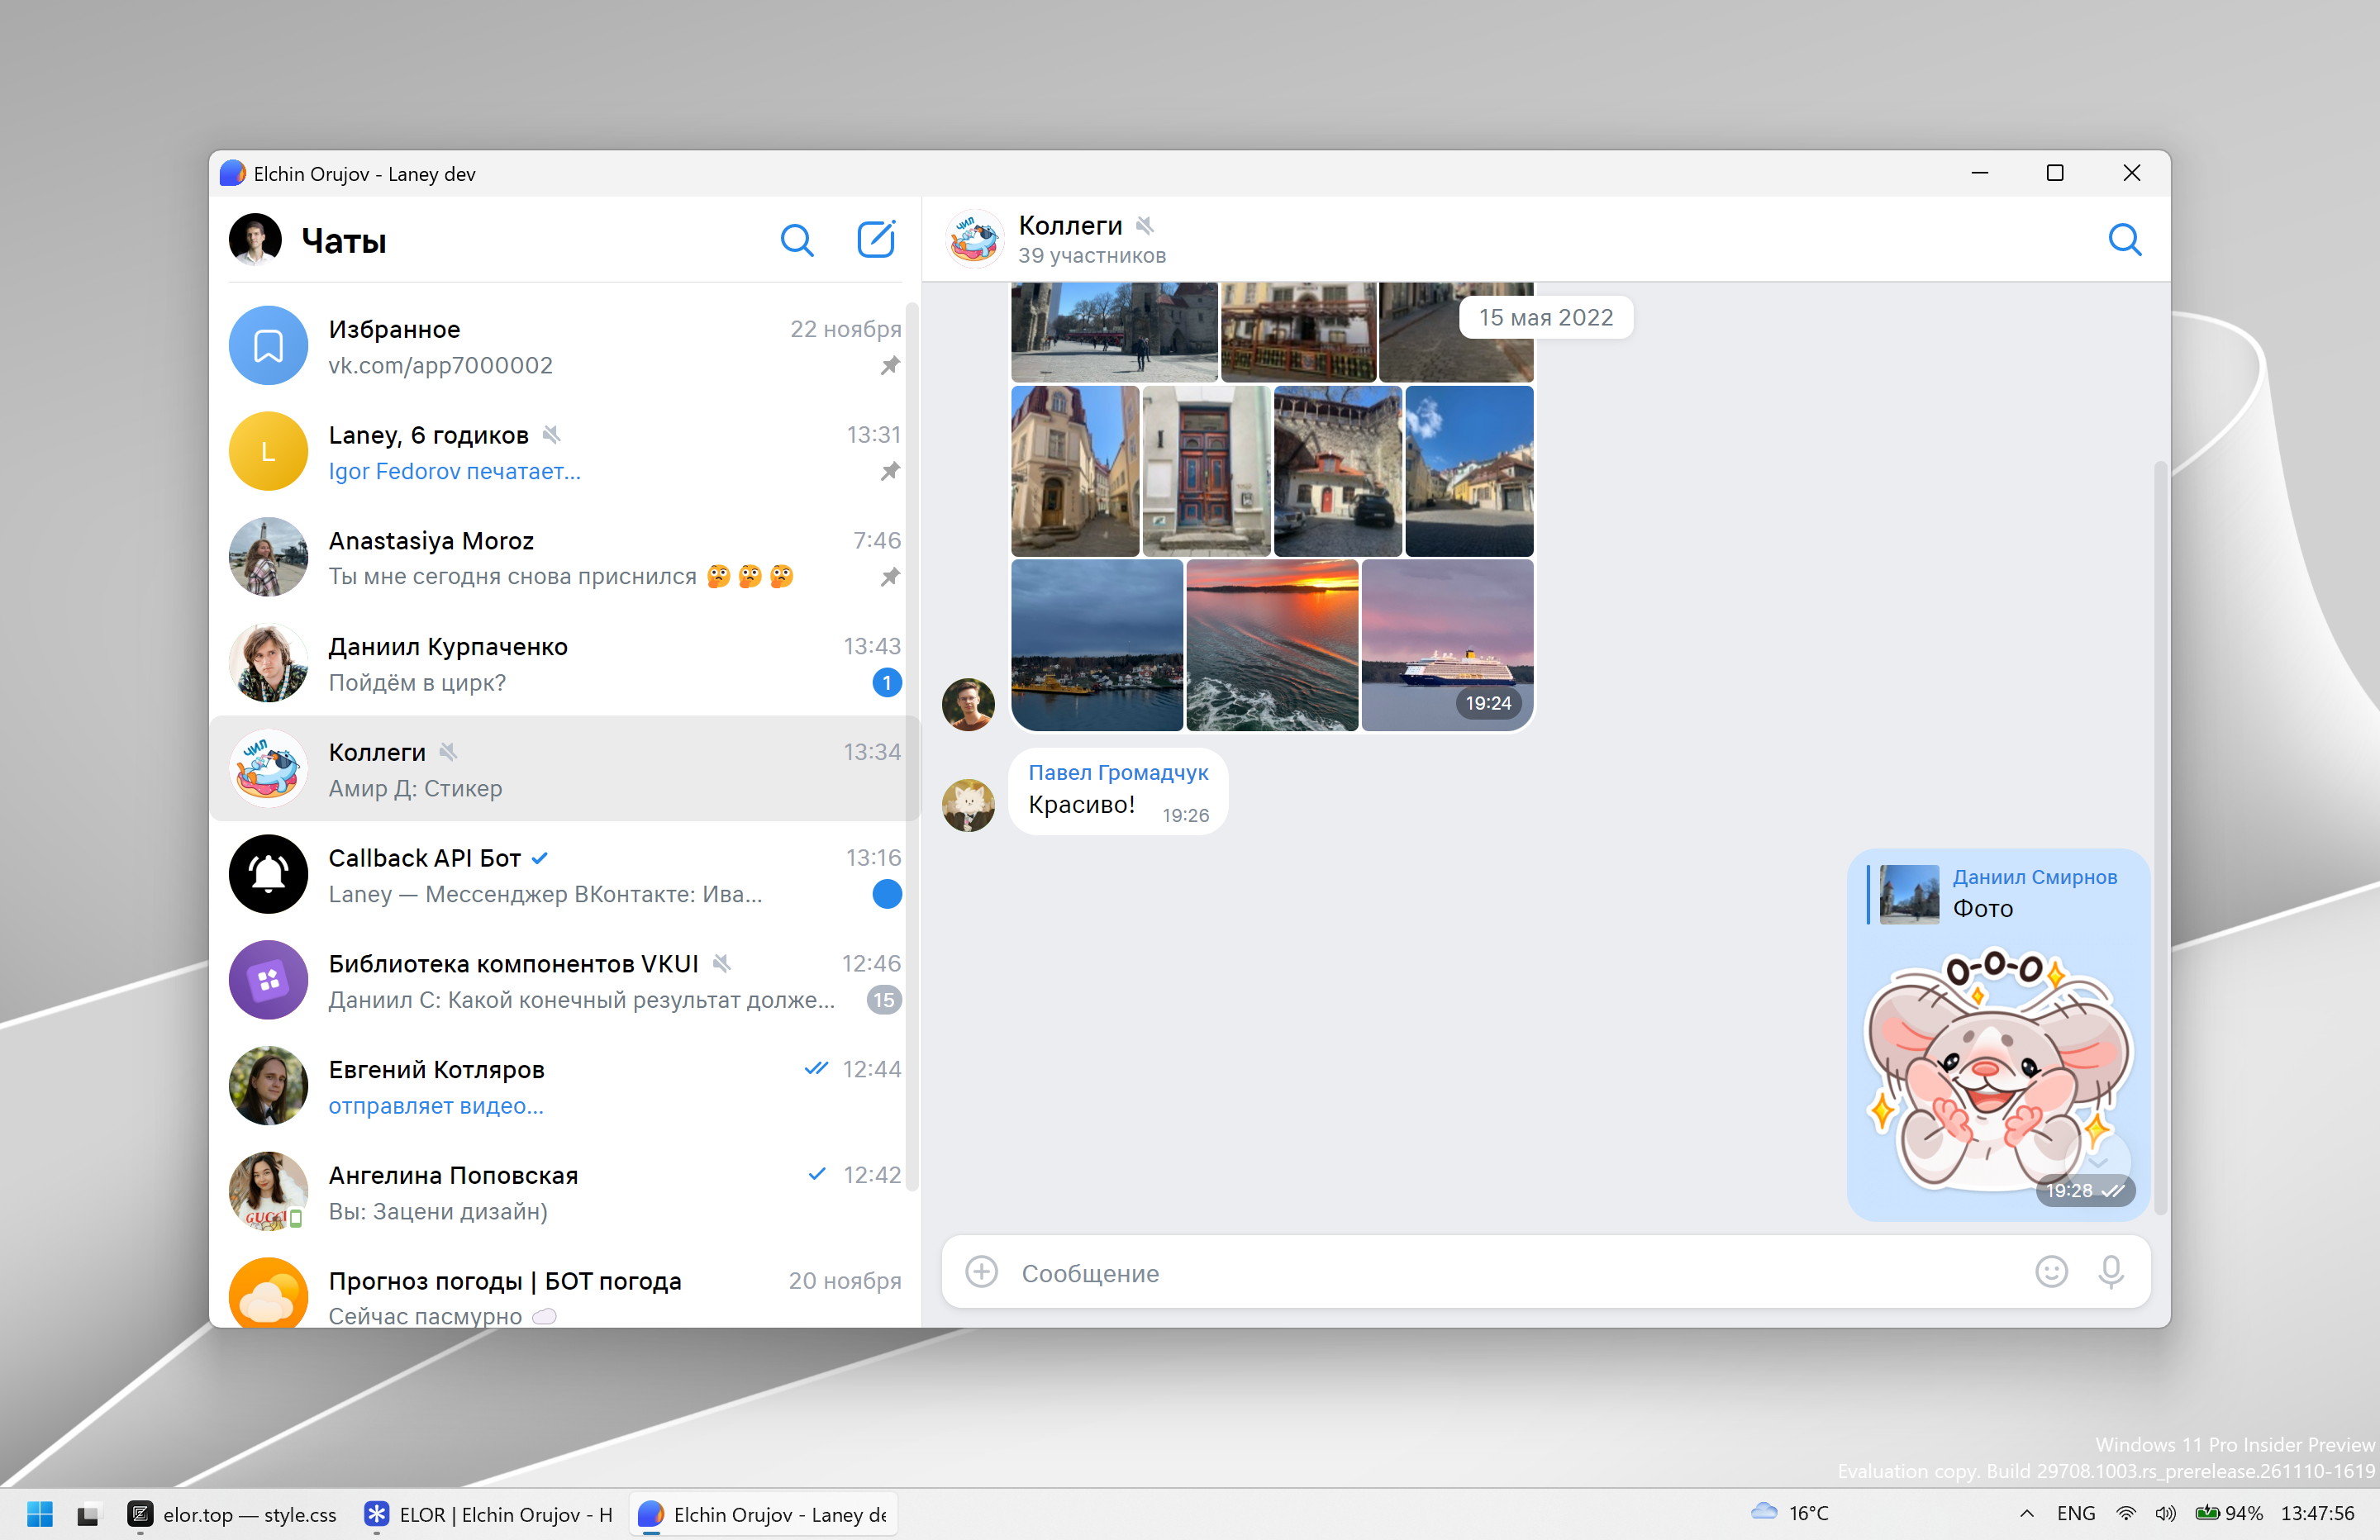 Elchin Orujov - Laney dev
Чаты
Избранное
22 ноября
vk.com/app7000002
Laney, 6 годиков
13:31
L
Igor Fedorov печатает...
Anastasiya Moroz
7:46
Ты мне сегодня снова приснился 🤔 🤔 🤔
Даниил Курпаченко
13:43
Пойдём в цирк?
1
Коллеги
13:34
ЧИЛ
Амир Д: Стикер
Callback API Бот
13:16
Laney — Мессенджер ВКонтакте: Ива...
Библиотека компонентов VKUI
12:46
Даниил С: Какой конечный результат долже...
15
Евгений Котляров
12:44
отправляет видео...
Ангелина Поповская
12:42
GUCCI
Вы: Зацени дизайн)
Прогноз погоды | БОТ погода
20 ноября
Сейчас пасмурно
ЧИЛ
Коллеги
39 участников
15 мая 2022
19:24
Павел Громадчук
Красиво!
19:26
Даниил Смирнов
Фото
О-О-О
19:28
Сообщение
Windows 11 Pro Insider Preview
Evaluation copy. Build 29708.1003.rs_prerelease.261110-1619
elor.top — style.css
ELOR | Elchin Orujov - H
Elchin Orujov - Laney de
16°C
ENG
94%
13:47:56